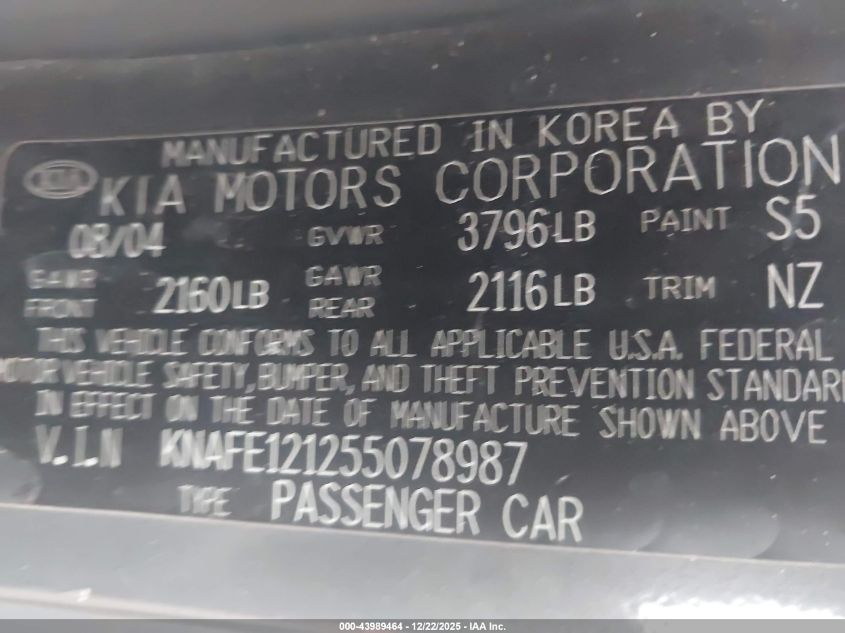 MANUFACTURED IN KOREA BY
KIA KIA MOTORS CORPORATION
08/04 GVWR 3796LB PAINT S5
GAWR FRONT 2160LB GAWR REAR 2116LB TRIM NZ
THIS VEHICLE CONFORMS TO ALL APPLICABLE U.S.A. FEDERAL
MOTOR VEHICLE SAFETY, BUMPER, AND THEFT PREVENTION STANDARD
IN EFFECT ON THE DATE OF MANUFACTURE SHOWN ABOVE
V.I.N KNAFE121255078987
TYPE PASSENGER CAR
000-43989464 - 12/22/2025 - IAA Inc.